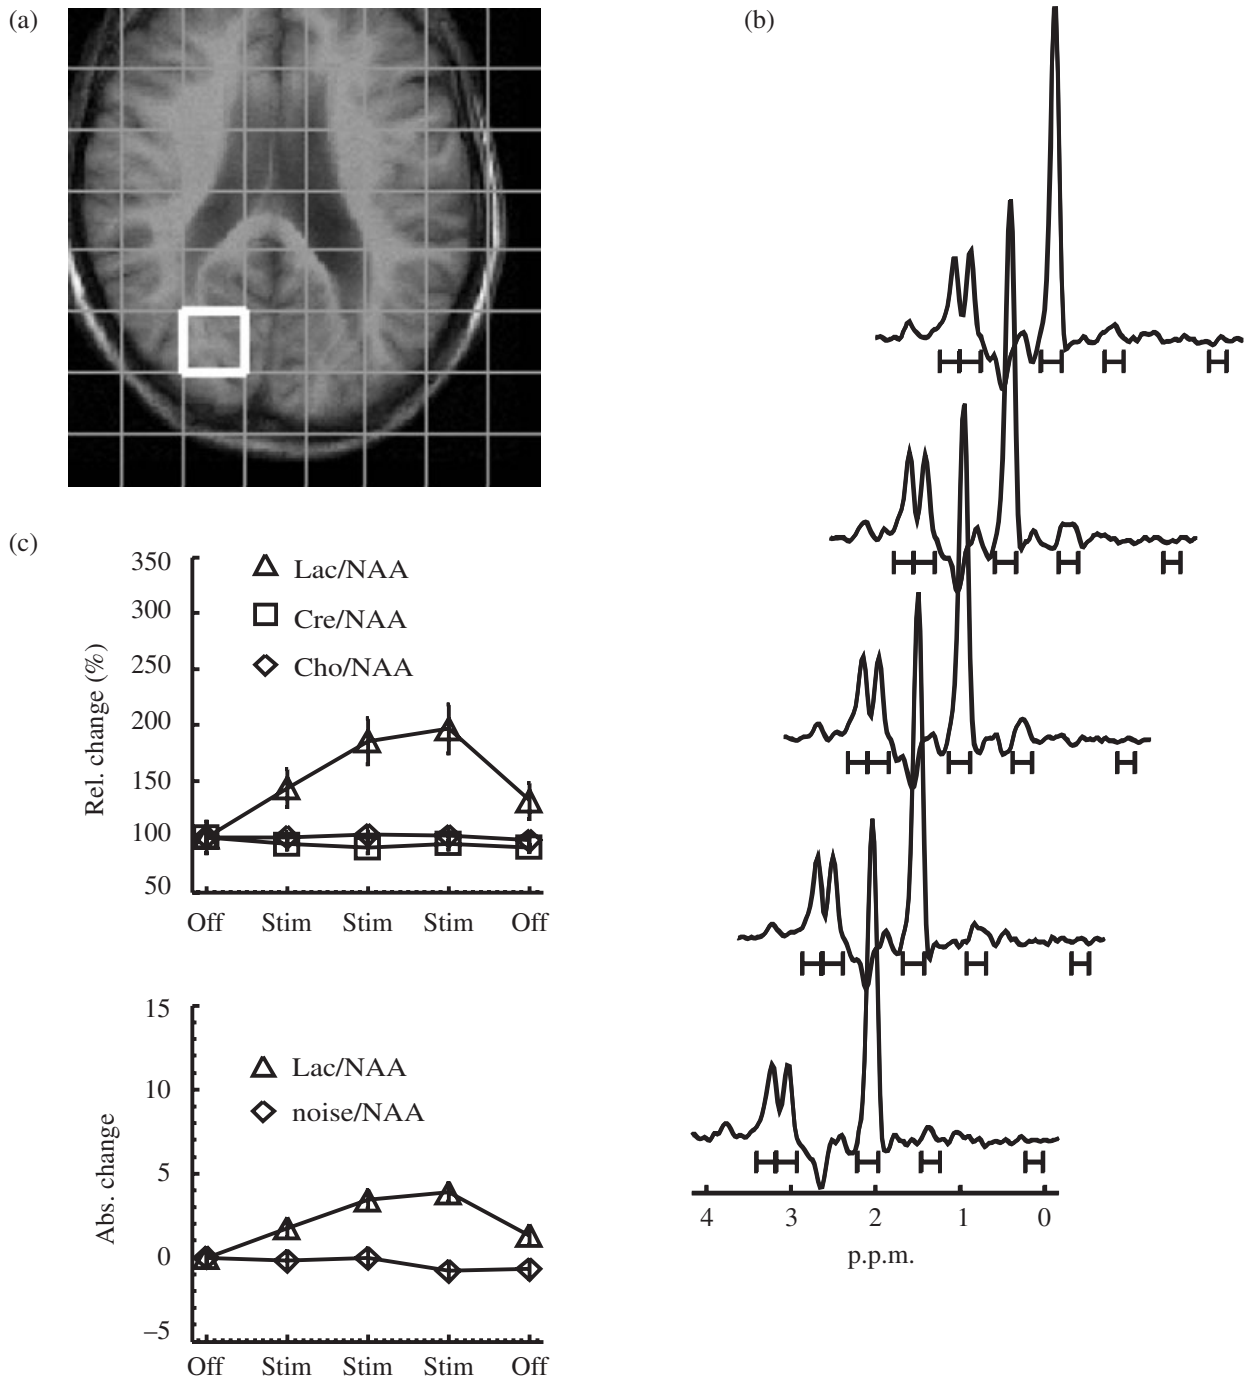 (a)
(b)
(c)
350
300
250
200
150
100
50
Rel. change (%)
Lac/NAA
Cre/NAA
Cho/NAA
Off Stim Stim Stim Off
15
10
5
0
–5
Abs. change
Lac/NAA
noise/NAA
Off Stim Stim Stim Off
4 3 2 1 0
p.p.m.